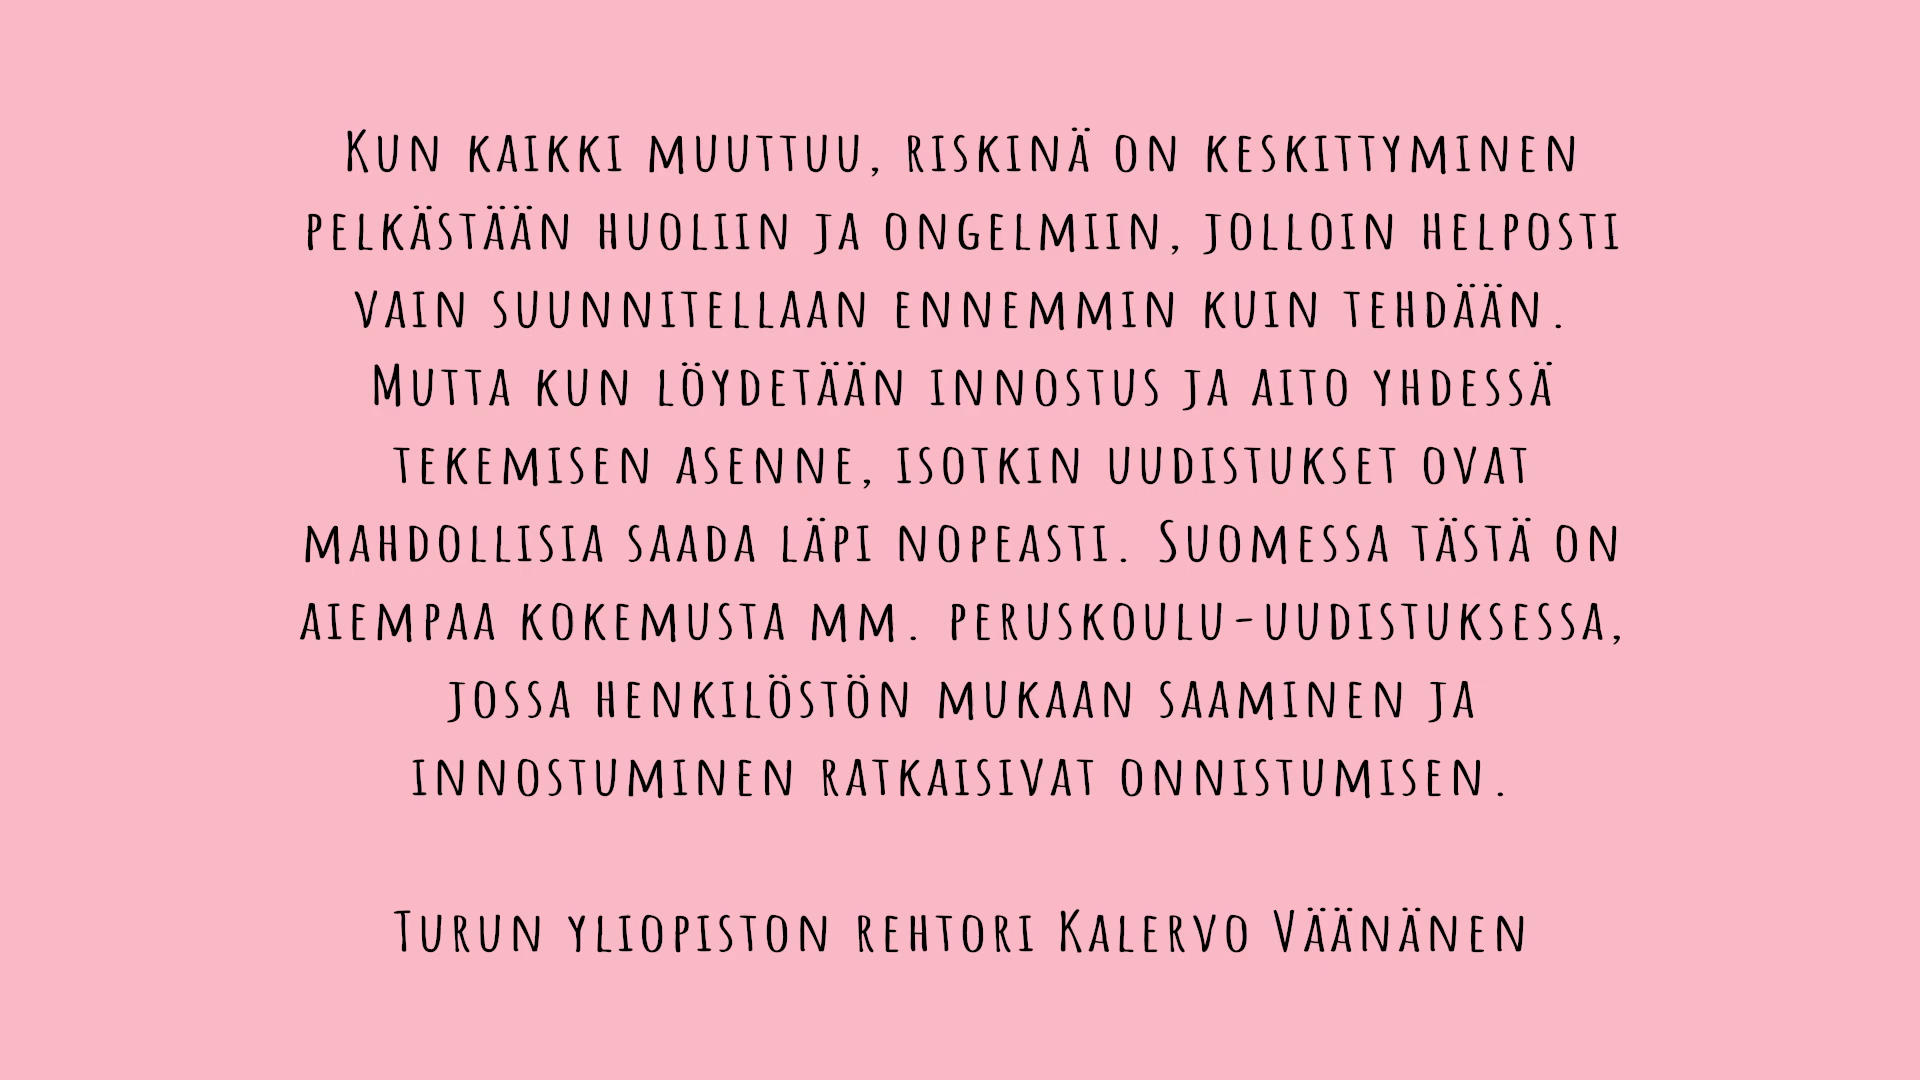 Kun kaikki muuttuu, riskinä on keskittyminen
pelkästään huoliin ja ongelmiin, jolloin helposti
vain suunnitellaan ennemmin kuin tehdään.
Mutta kun löydetään innostus ja aito yhdessä
tekemisen asenne, isotkin uudistukset ovat
mahdollisia saada läpi nopeasti. Suomessa tästä on
aiempaa kokemusta mm. peruskoulu-uudistuksessa,
jossa henkilöstön mukaan saaminen ja
innostuminen ratkaisivat onnistumisen.
Turun yliopiston rehtori Kalervo Väänänen